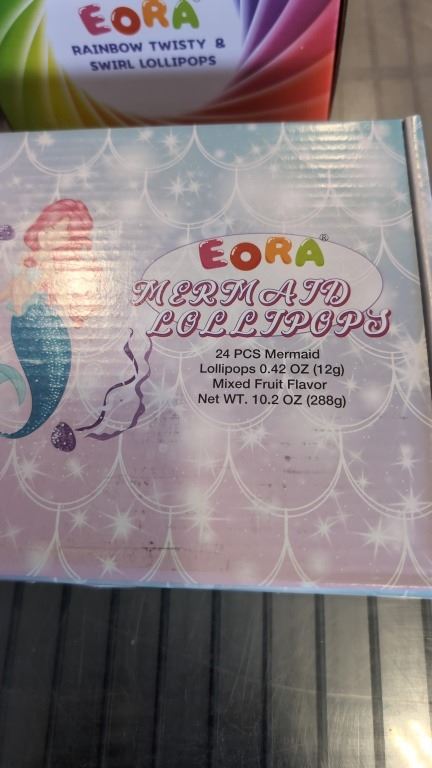 EORA
RAINBOW TWISTY &
SWIRL LOLLIPOPS
EORA®
MERMAID
LOLLIPOPS
24 PCS Mermaid
Lollipops 0.42 OZ (12g)
Mixed Fruit Flavor
Net WT. 10.2 OZ (288g)